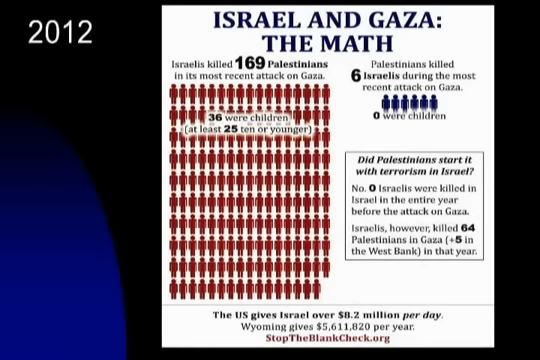 2012
ISRAEL AND GAZA:
THE MATH
Israelis killed 169 Palestinians
in its most recent attack on Gaza.
36 were children
(at least 25 ten or younger)
Palestinians killed
6 Israelis during the most
recent attack on Gaza.
0 were children
Did Palestinians start it
with terrorism in Israel?
No. 0 Israelis were killed in
Israel in the entire year
before the attack on Gaza.
Israelis, however, killed 64
Palestinians in Gaza (+5 in
the West Bank) in that year.
The US gives Israel over $8.2 million per day.
Wyoming gives $5,611,820 per year.
StopTheBlankCheck.org